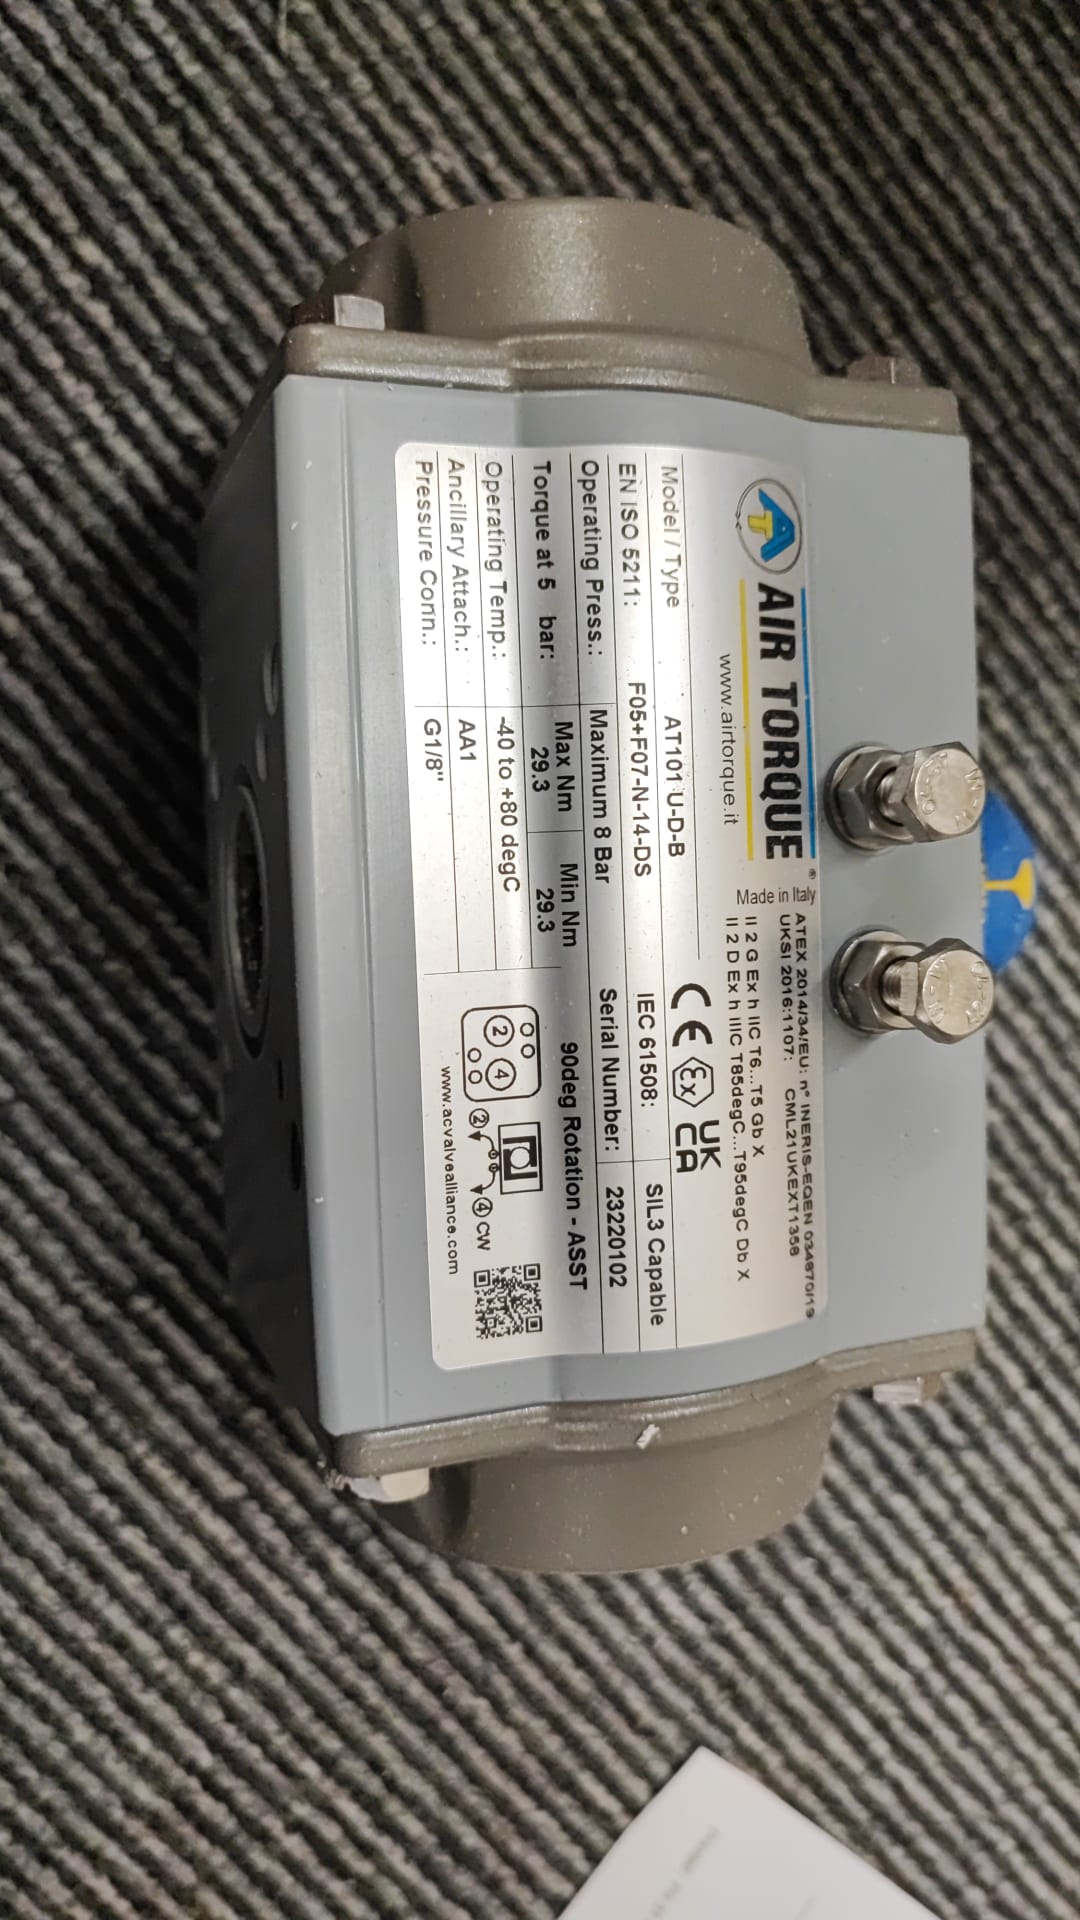 AIR TORQUE®
www.airtorque.it
Made in Italy
ATEX 2014/34/EU: n° INERIS-EQEN 034870/19
UKSI 2016:1107: CML21UKEXT1358
II 2 G Ex h IIC T6...T5 Gb X
II 2 D Ex h IIIC T85degC...T95degC Db X
Model / Type AT101 U-D-B
CE Ex UK CA
EN ISO 5211: F05+F07-N-14-DS IEC 61508: SIL3 Capable
Operating Press.: Maximum 8 Bar Serial Number: 23220102
Max Nm Min Nm 90deg Rotation - ASST
Torque at 5 bar: 29.3 29.3
Operating Temp.: -40 to +80 degC
Ancillary Attach.: AA1
Pressure Conn.: G1/8"
2 4
2 4 CW
www.acvalvealliance.com